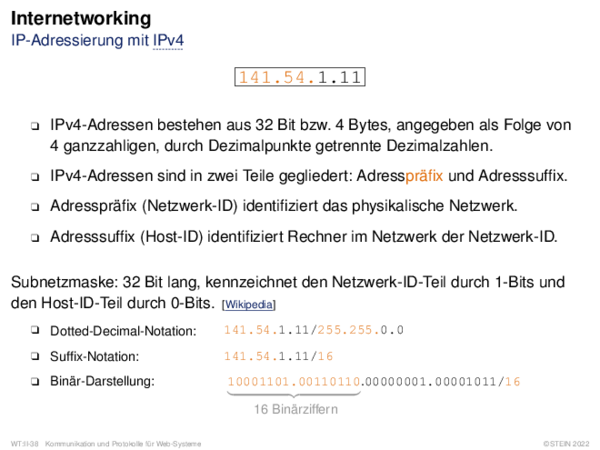 Internetworking
IP-Adressierung mit IPv4
141.54.1.11
❑ IPv4-Adressen bestehen aus 32 Bit bzw. 4 Bytes, angegeben als Folge von
4 ganzzahligen, durch Dezimalpunkte getrennte Dezimalzahlen.
❑ IPv4-Adressen sind in zwei Teile gegliedert: Adresspräfix und Adresssuffix.
❑ Adresspräfix (Netzwerk-ID) identifiziert das physikalische Netzwerk.
❑ Adresssuffix (Host-ID) identifiziert Rechner im Netzwerk der Netzwerk-ID.
Subnetzmaske: 32 Bit lang, kennzeichnet den Netzwerk-ID-Teil durch 1-Bits und
den Host-ID-Teil durch 0-Bits. [Wikipedia]
❑ Dotted-Decimal-Notation: 141.54.1.11/255.255.0.0
❑ Suffix-Notation: 141.54.1.11/16
❑ Binär-Darstellung: 10001101.00110110.00000001.00001011/16
16 Binärziffern
WT:II-38 Kommunikation und Protokolle für Web-Systeme ©STEIN 2022